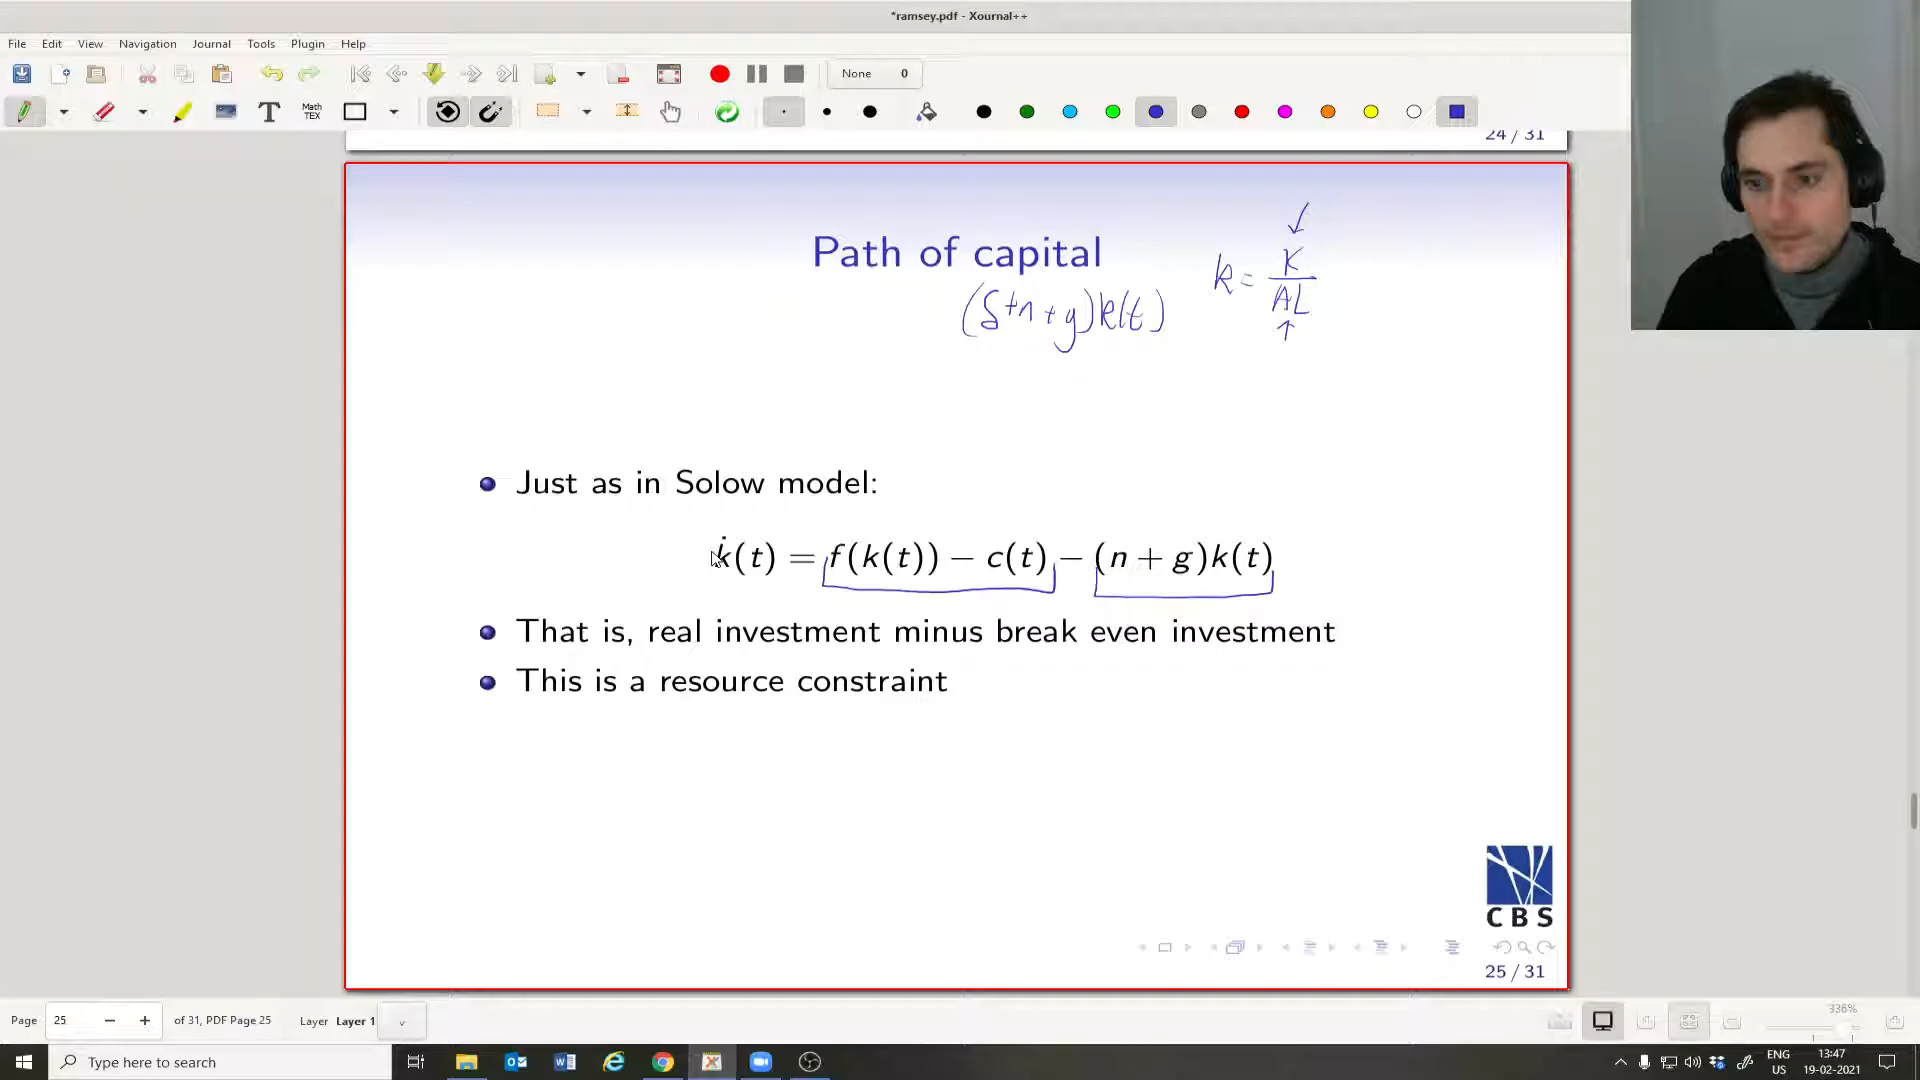 *ramsey.pdf - Xournal++
File Edit View Navigation Journal Tools Plugin Help
None 0
T Math TEX
24 / 31
Path of capital
(δ+n+g)k(t)
k = K / AL
Just as in Solow model:
k̇(t) = f(k(t)) − c(t) − (n + g)k(t)
That is, real investment minus break even investment
This is a resource constraint
CBS
25 / 31
Page 25 − + of 31, PDF Page 25 Layer Layer 1
336%
Type here to search
ENG 13:47
US 19-02-2021